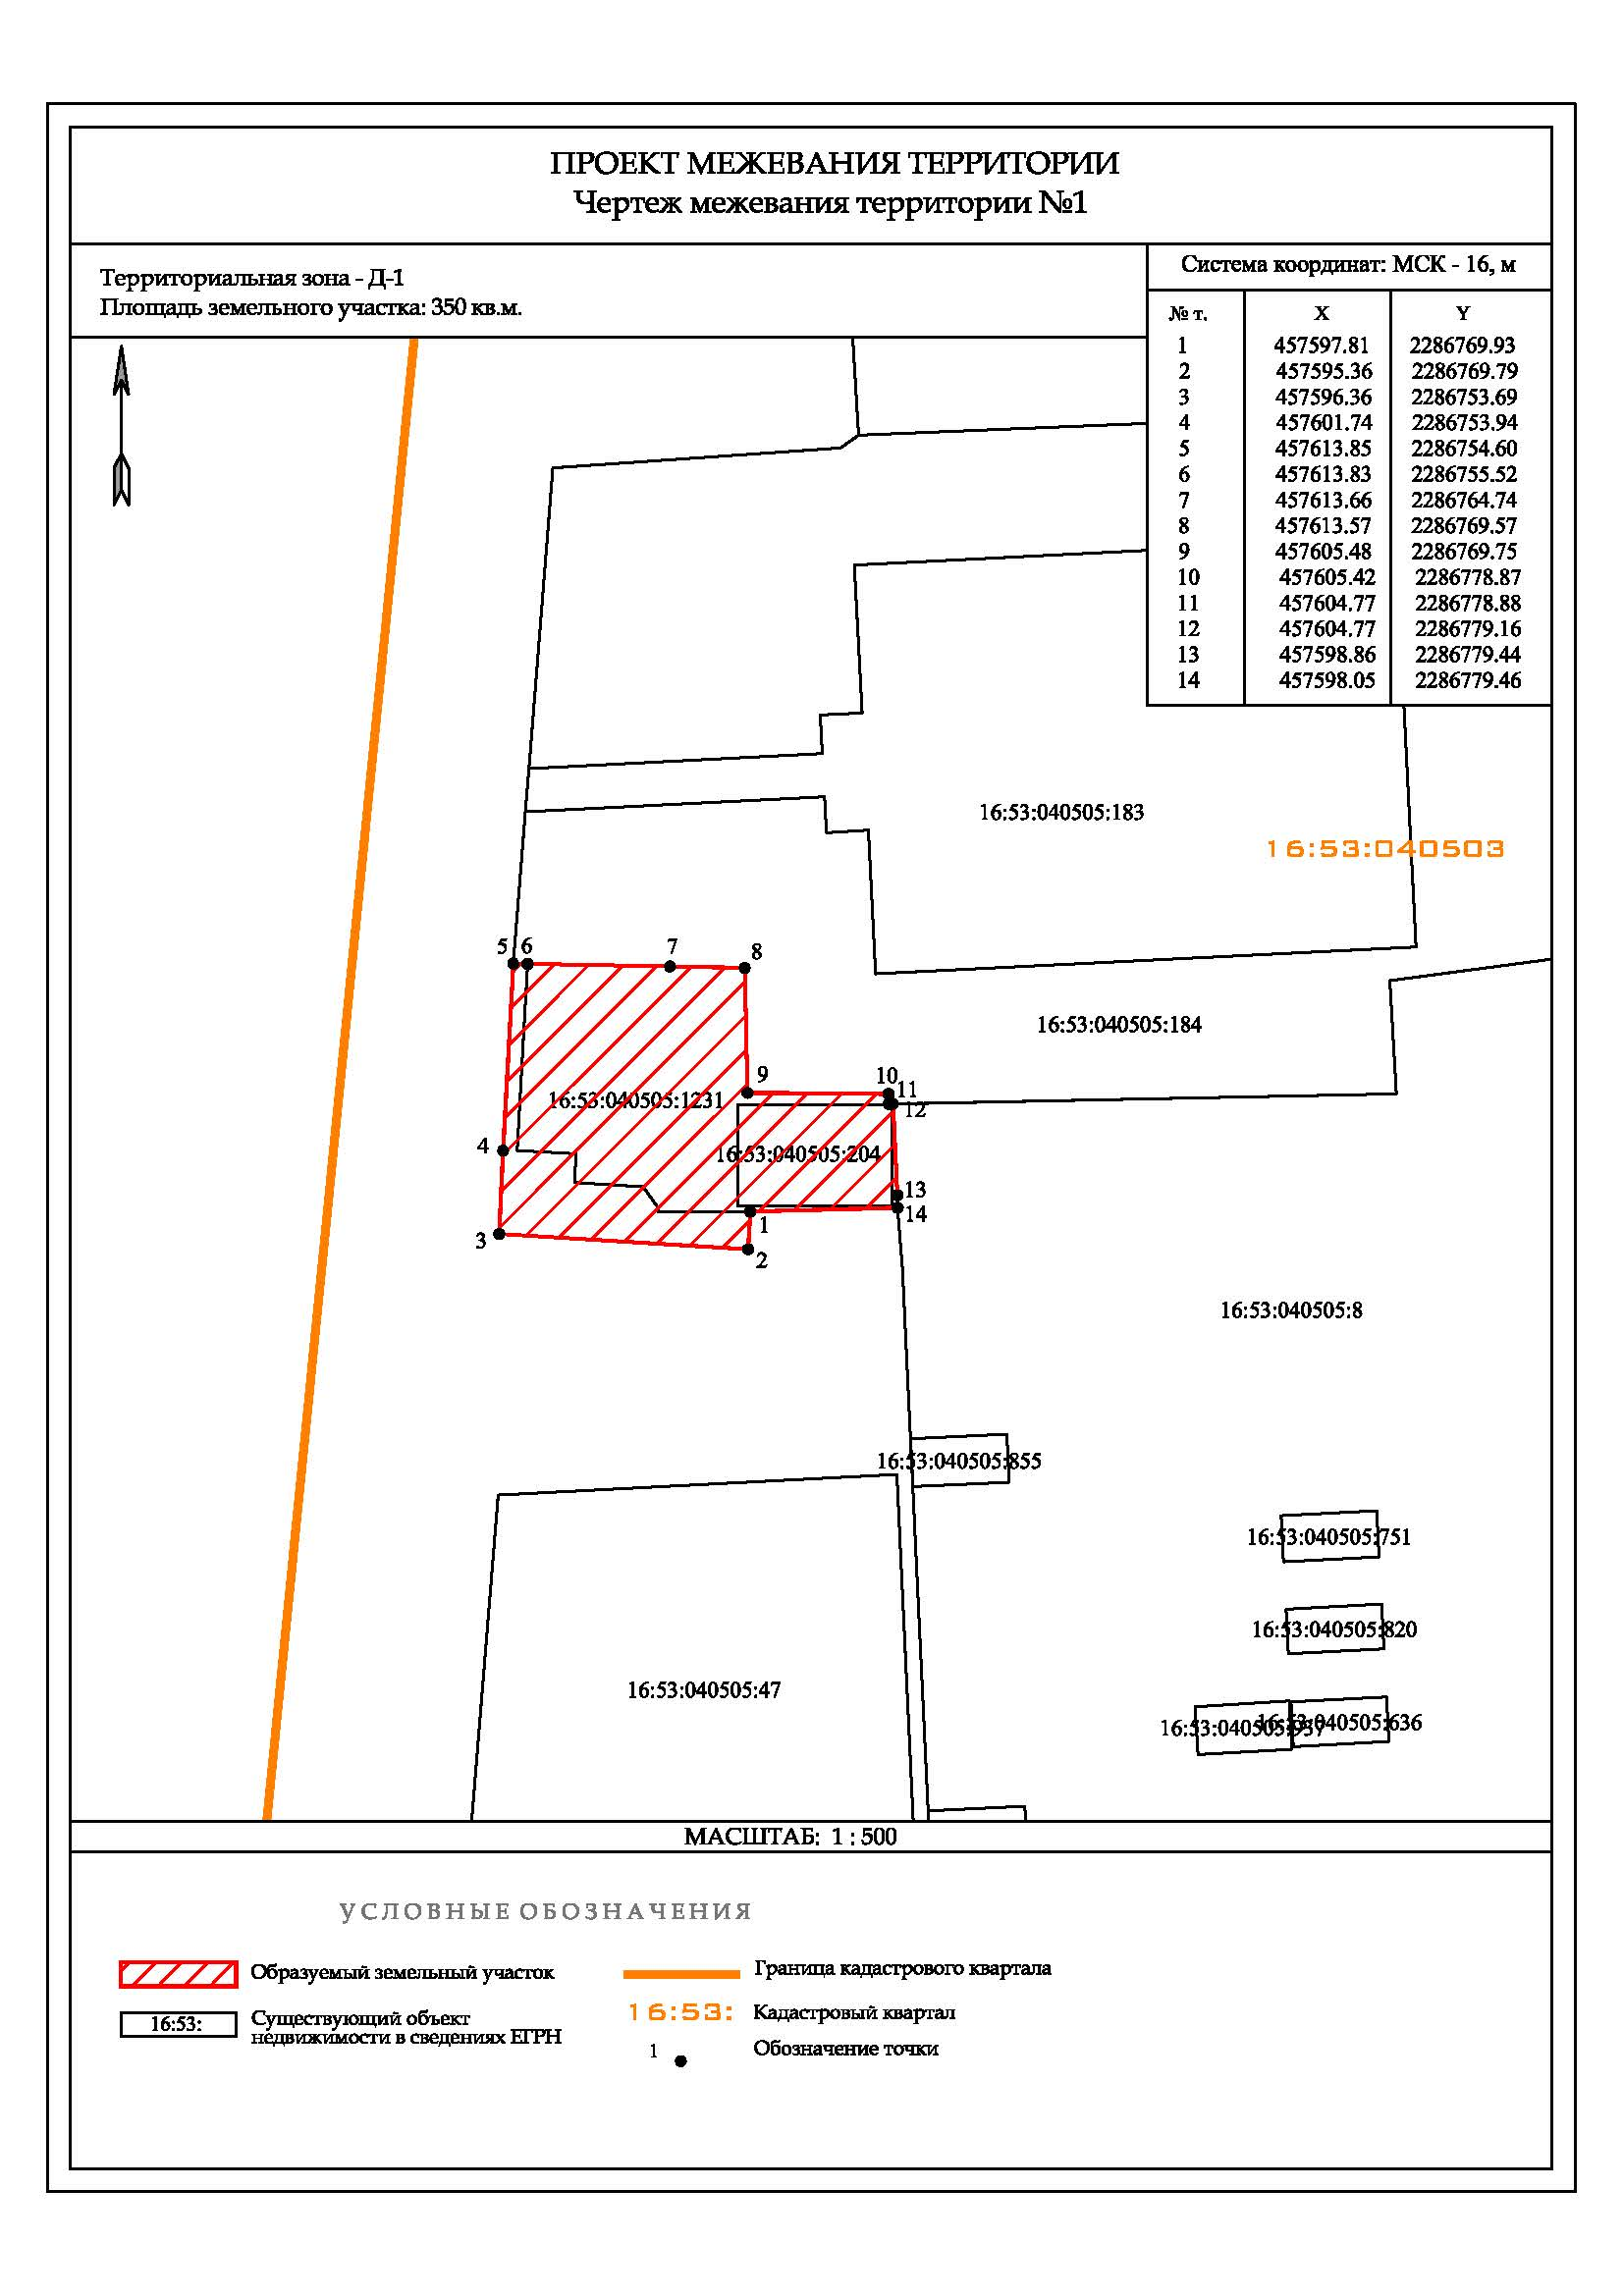 ПРОЕКТ МЕЖЕВАНИЯ ТЕРРИТОРИИ
Чертеж межевания территории №1
Территориальная зона - Д-1
Площадь земельного участка: 350 кв.м.
Система координат: МСК - 16, м
№ т. X Y
1 457597.81 2286769.93
2 457595.36 2286769.79
3 457596.36 2286753.69
4 457601.74 2286753.94
5 457613.85 2286754.60
6 457613.83 2286755.52
7 457613.66 2286764.74
8 457613.57 2286769.57
9 457605.48 2286769.75
10 457605.42 2286778.87
11 457604.77 2286778.88
12 457604.77 2286779.16
13 457598.86 2286779.44
14 457598.05 2286779.46
16:53:040505:183
16:53:040503
5 6 7 8
16:53:040505:184
9 10
11
12
16:53:040505:1231
4
16:53:040505:204
13
14
1
3
2
16:53:040505:8
16:53:040505:855
16:53:040505:751
16:53:040505:820
16:53:040505:47
16:53:040505:937
16:53:040505:636
МАСШТАБ: 1 : 500
УСЛОВНЫЕ ОБОЗНАЧЕНИЯ
Образуемый земельный участок
Граница кадастрового квартала
16:53: Существующий объект
недвижимости в сведениях ЕГРН
16:53: Кадастровый квартал
1 Обозначение точки